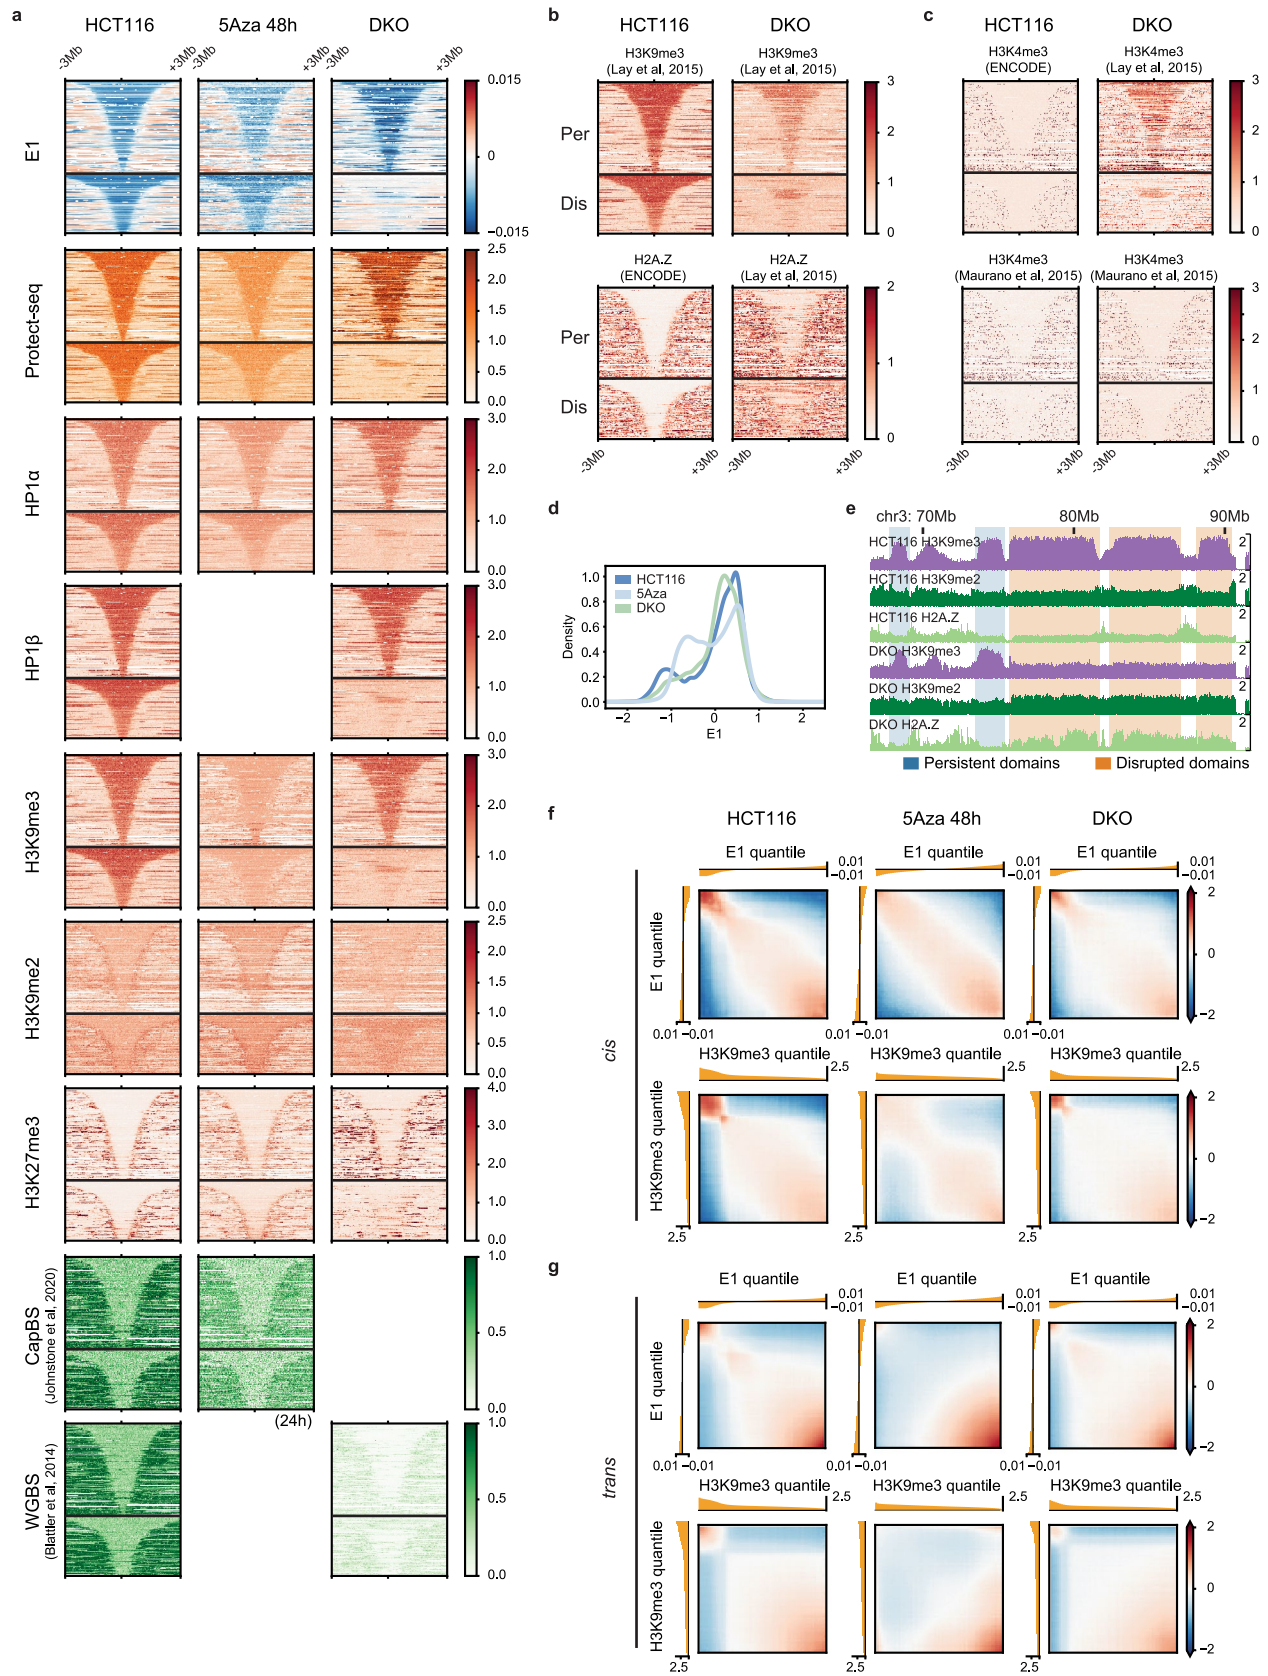 a
HCT116
5Aza 48h
DKO
-3Mb
+3Mb
-3Mb
+3Mb
-3Mb
+3Mb
E1
0.015
0
−0.015
Protect-seq
2.5
2.0
1.5
1.0
0.5
0.0
HP1α
3.0
2.0
1.0
0.0
HP1β
3.0
2.0
1.0
0.0
H3K9me3
3.0
2.0
1.0
0.0
H3K9me2
2.5
2.0
1.5
1.0
0.5
0.0
H3K27me3
4.0
3.0
2.0
1.0
0.0
CapBS
(Johnstone et al, 2020)
1.0
0.5
0.0
(24h)
WGBS
(Blattler et al, 2014)
1.0
0.5
0.0
b
HCT116
DKO
H3K9me3
(Lay et al, 2015)
H3K9me3
(Lay et al, 2015)
Per
Dis
3
2
1
0
H2A.Z
(ENCODE)
H2A.Z
(Lay et al, 2015)
Per
Dis
2
1
0
-3Mb
+3Mb
-3Mb
+3Mb
c
HCT116
DKO
H3K4me3
(ENCODE)
H3K4me3
(Lay et al, 2015)
3
2
1
0
H3K4me3
(Maurano et al, 2015)
H3K4me3
(Maurano et al, 2015)
3
2
1
0
-3Mb
+3Mb
-3Mb
+3Mb
d
HCT116
5Aza
DKO
Density
1.0
0.8
0.6
0.4
0.2
0.0
−2
−1
0
1
2
E1
e
chr3: 70Mb
80Mb
90Mb
HCT116 H3K9me3
2
HCT116 H3K9me2
2
HCT116 H2A.Z
2
DKO H3K9me3
2
DKO H3K9me2
2
DKO H2A.Z
2
Persistent domains
Disrupted domains
f
HCT116
5Aza 48h
DKO
cis
E1 quantile
0.01
−0.01
E1 quantile
0.01
−0.01
E1 quantile
0.01
−0.01
E1 quantile
2
0
−2
0.01
−0.01
0.01
−0.01
0.01
−0.01
H3K9me3 quantile
2.5
H3K9me3 quantile
2.5
H3K9me3 quantile
2.5
H3K9me3 quantile
2
0
−2
2.5
2.5
2.5
g
trans
E1 quantile
0.01
−0.01
E1 quantile
0.01
−0.01
E1 quantile
0.01
−0.01
E1 quantile
2
0
−2
0.01
−0.01
0.01
−0.01
0.01
−0.01
H3K9me3 quantile
2.5
H3K9me3 quantile
2.5
H3K9me3 quantile
2.5
H3K9me3 quantile
2
0
−2
2.5
2.5
2.5